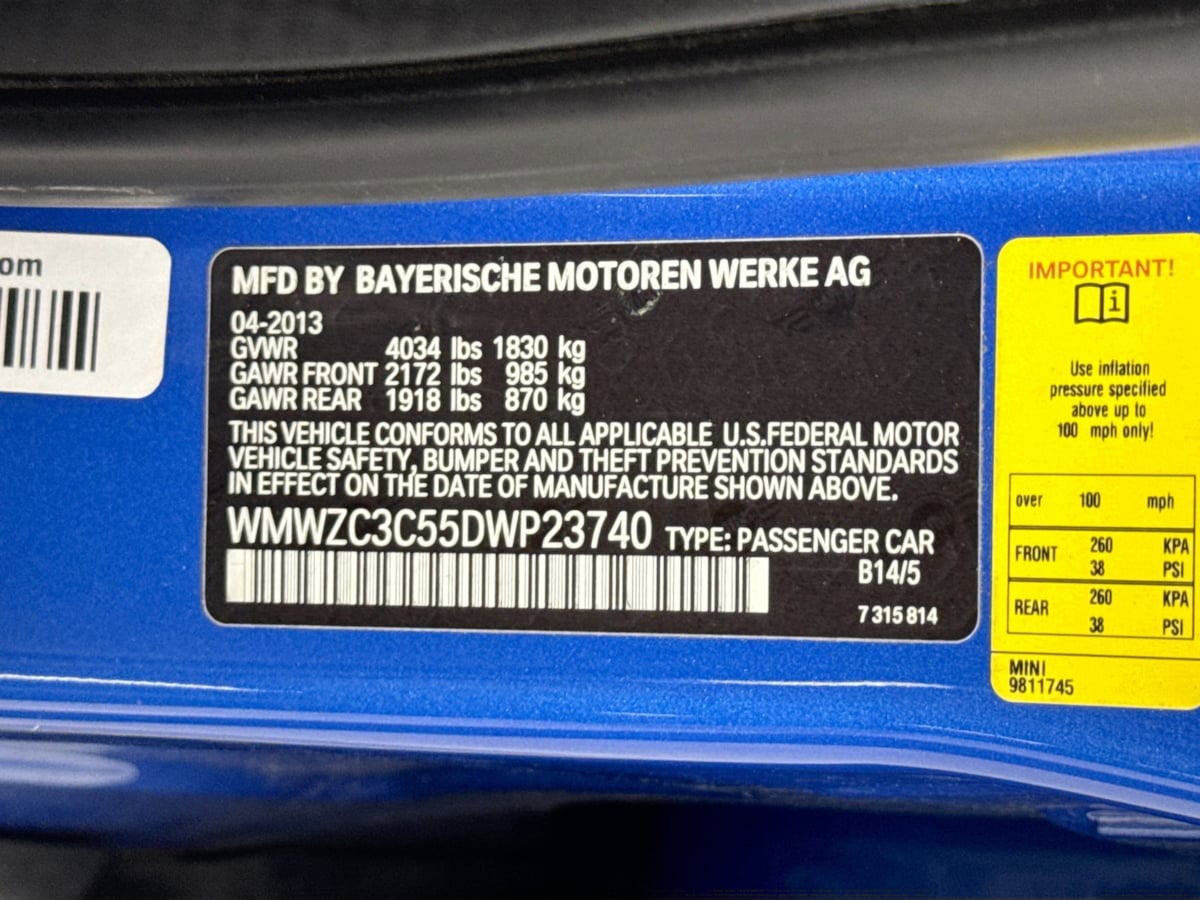 om
MFD BY BAYERISCHE MOTOREN WERKE AG
04-2013
GVWR 4034 lbs 1830 kg
GAWR FRONT 2172 lbs 985 kg
GAWR REAR 1918 lbs 870 kg
THIS VEHICLE CONFORMS TO ALL APPLICABLE U.S.FEDERAL MOTOR
VEHICLE SAFETY, BUMPER AND THEFT PREVENTION STANDARDS
IN EFFECT ON THE DATE OF MANUFACTURE SHOWN ABOVE.
WMWZC3C55DWP23740 TYPE: PASSENGER CAR
B14/5
7 315 814
IMPORTANT!
i
Use inflation
pressure specified
above up to
100 mph only!
over 100 mph
FRONT 260 KPA
38 PSI
REAR 260 KPA
38 PSI
MINI
9811745